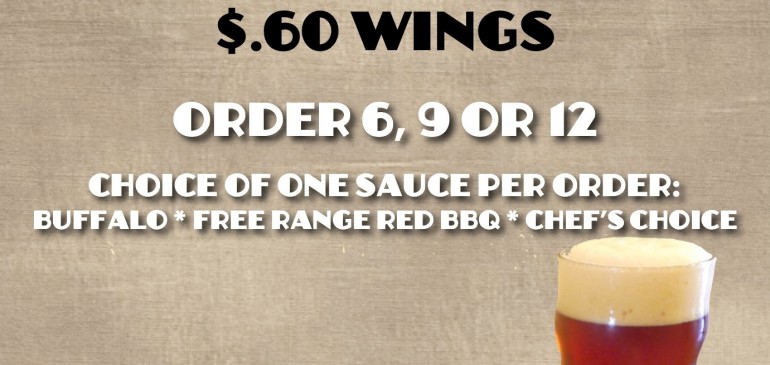 $.60 WINGS
ORDER 6, 9 OR 12
CHOICE OF ONE SAUCE PER ORDER:
BUFFALO * FREE RANGE RED BBQ * CHEF'S CHOICE